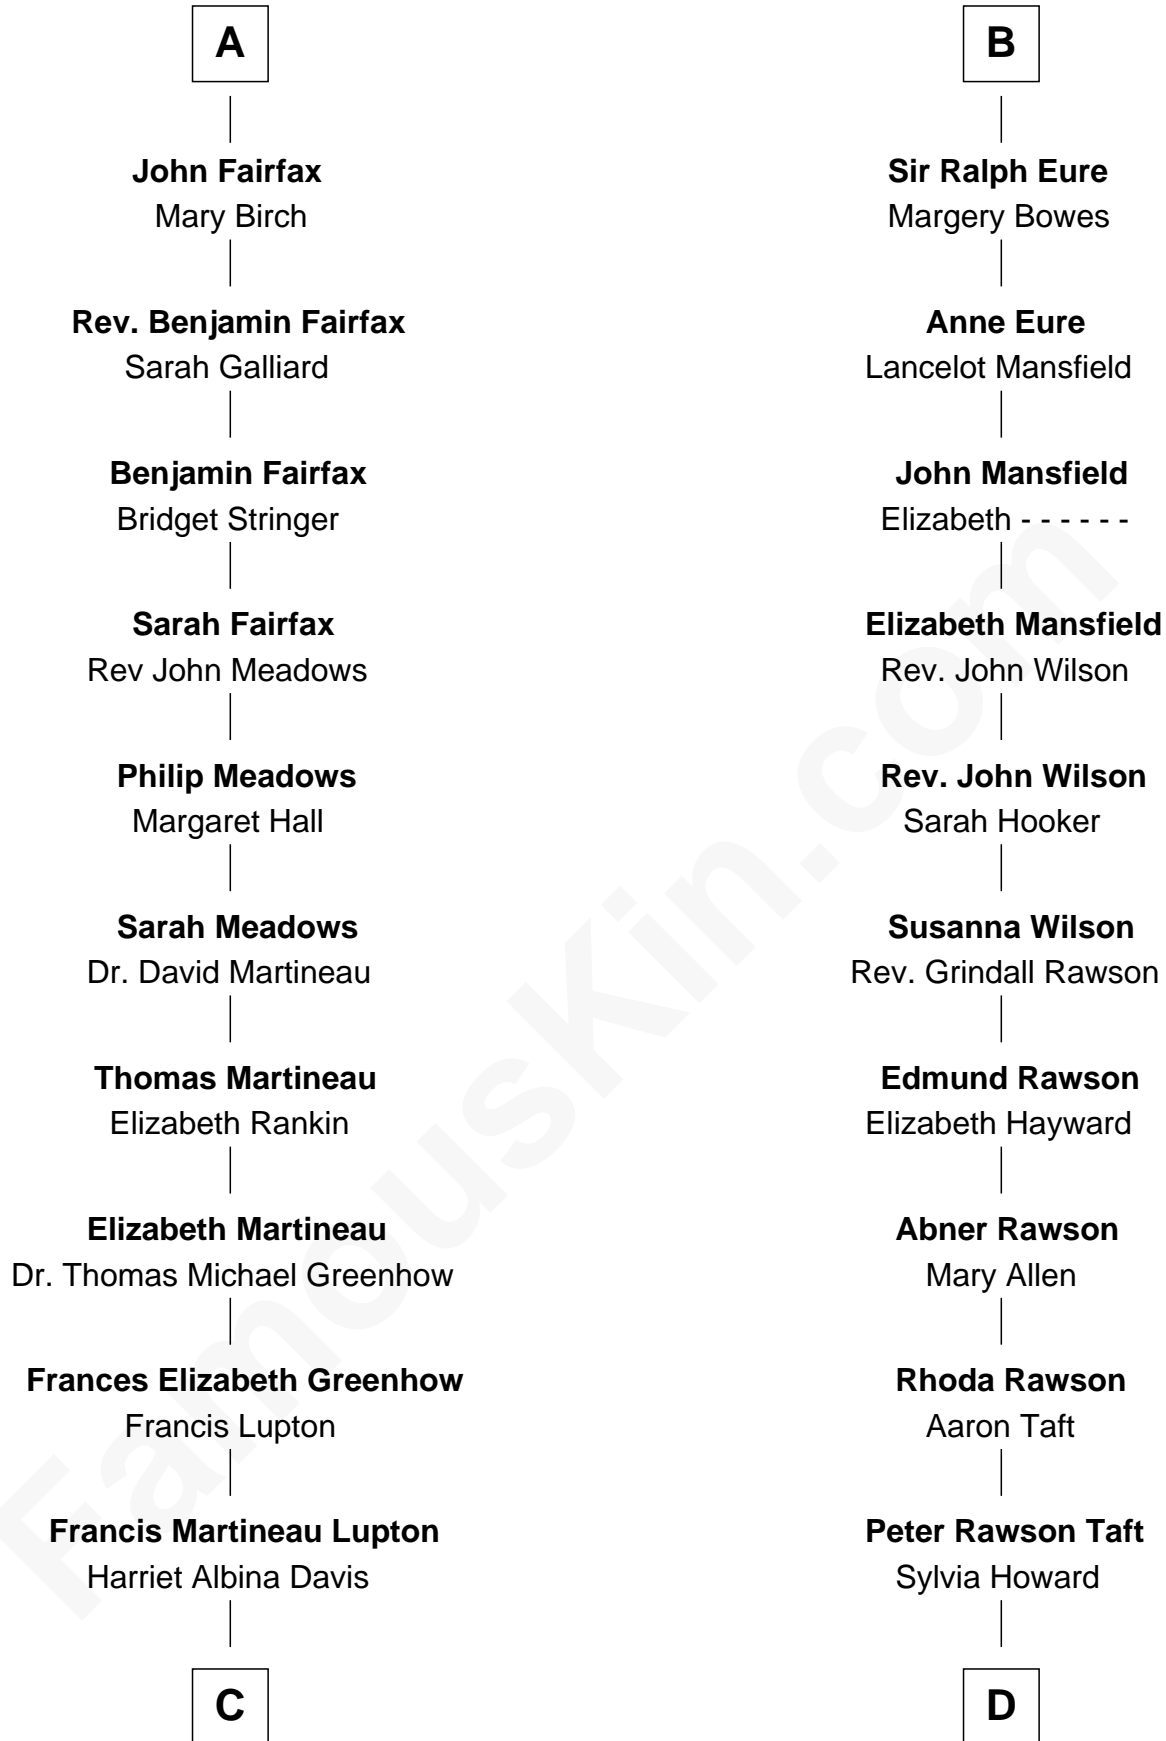 A
John Fairfax
Mary Birch
Rev. Benjamin Fairfax
Sarah Galliard
Benjamin Fairfax
Bridget Stringer
Sarah Fairfax
Rev John Meadows
Philip Meadows
Margaret Hall
Sarah Meadows
Dr. David Martineau
Thomas Martineau
Elizabeth Rankin
Elizabeth Martineau
Dr. Thomas Michael Greenhow
Frances Elizabeth Greenhow
Francis Lupton
Francis Martineau Lupton
Harriet Albina Davis
C
B
Sir Ralph Eure
Margery Bowes
Anne Eure
Lancelot Mansfield
John Mansfield
Elizabeth - - - - - -
Elizabeth Mansfield
Rev. John Wilson
Rev. John Wilson
Sarah Hooker
Susanna Wilson
Rev. Grindall Rawson
Edmund Rawson
Elizabeth Hayward
Abner Rawson
Mary Allen
Rhoda Rawson
Aaron Taft
Peter Rawson Taft
Sylvia Howard
D
FamousKin.com